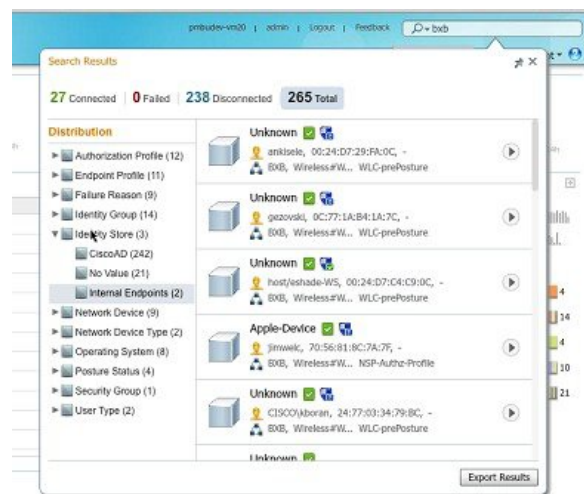 pmbudev-vm20 | admin | Logout | Feedback
bxb
Search Results
27 Connected | 0 Failed | 238 Disconnected 265 Total
Distribution
Authorization Profile (12)
Endpoint Profile (11)
Failure Reason (9)
Identity Group (14)
Identity Store (3)
CiscoAD (242)
No Value (21)
Internal Endpoints (2)
Network Device (9)
Network Device Type (2)
Operating System (8)
Posture Status (4)
Security Group (1)
User Type (2)
Unknown
ankisele, 00:24:D7:29:FA:0C, -
BXB, Wireless#W... WLC-prePosture
Unknown
gezovski, 0C:77:1A:B4:1A:7C, -
BXB, Wireless#W... WLC-prePosture
Unknown
host/eshade-WS, 00:24:D7:C4:C9:0C, -
BXB, Wireless#W... WLC-prePosture
Apple-Device
jimwelc, 70:56:81:8C:7A:7F, -
BXB, Wireless#W... NSP-Authz-Profile
Unknown
CISCO\kboran, 24:77:03:34:79:BC, -
BXB, Wireless#W... WLC-prePosture
Unknown
Export Results
4
14
4
10
21